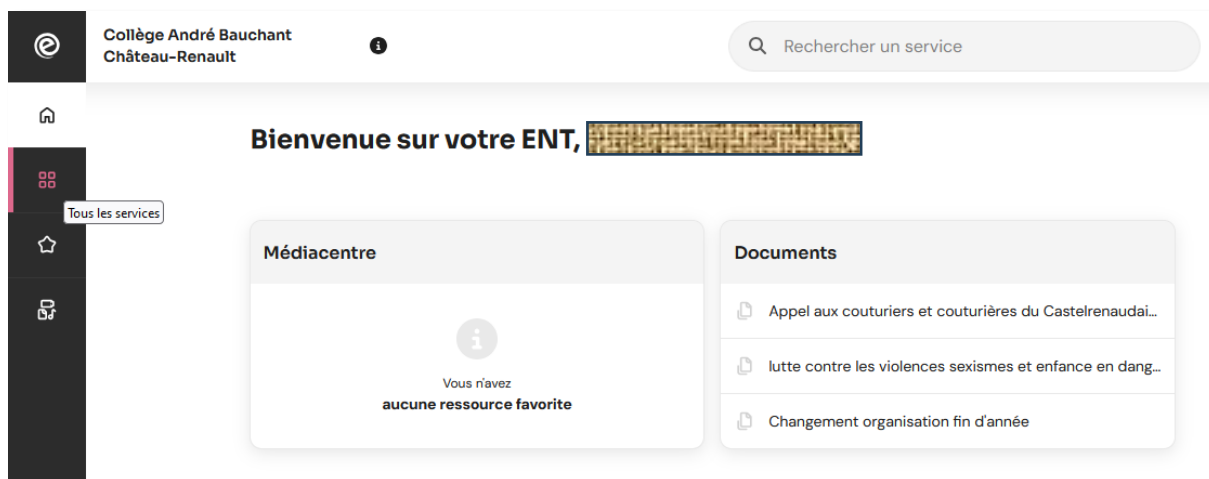 Collège André Bauchant
Château-Renault
Rechercher un service
Bienvenue sur votre ENT,
Tous les services
Médiacentre
Vous n'avez
aucune ressource favorite
Documents
Appel aux couturiers et couturières du Castelrenaudai...
lutte contre les violences sexismes et enfance en dang...
Changement organisation fin d'année